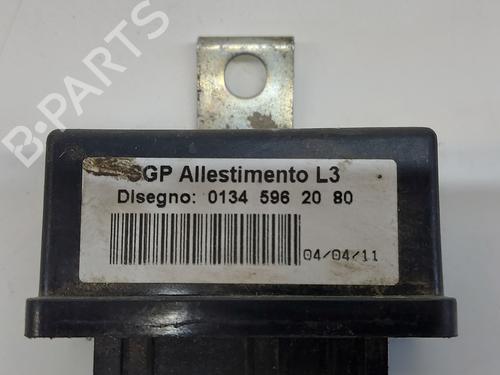 B-PARTS
SGP Allestimento L3
Disegno: 0134 596 20 80
04/04/11